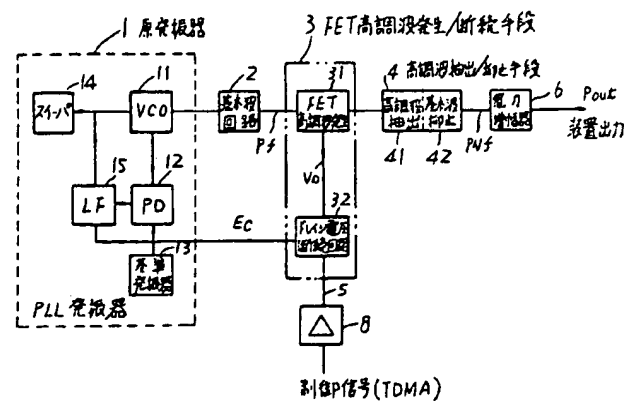 1 原発振器
3 FET高調波発生/断続手段
14
スイーパ
11
VCO
2
基本波
回路
Pf
31
FET
高調波発生
4 高調波抽出/抑圧手段
高調波
抽出
41
基本波
抑止
42
PNf
6
電力
増幅器
Pout
装置出力
15
LF
12
PD
VD
32
ドレイン電圧
断続回路
Ec
13
基準
発振器
PLL発振器
5
8
制御P信号(TDMA)